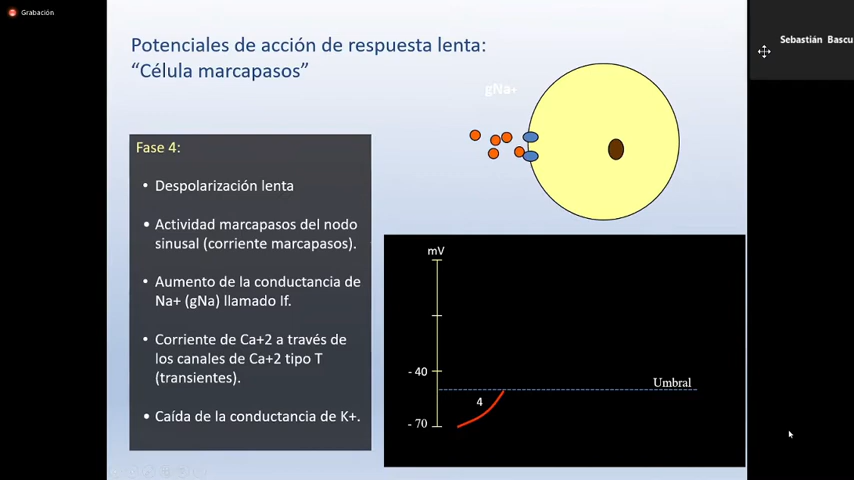 Grabación
Potenciales de acción de respuesta lenta:
“Célula marcapasos”
Sebastián Bascu
gNa+
Fase 4:
• Despolarización lenta
• Actividad marcapasos del nodo
sinusal (corriente marcapasos).
• Aumento de la conductancia de
Na+ (gNa) llamado If.
• Corriente de Ca+2 a través de
los canales de Ca+2 tipo T
(transientes).
• Caída de la conductancia de K+.
mV
- 40
Umbral
4
- 70